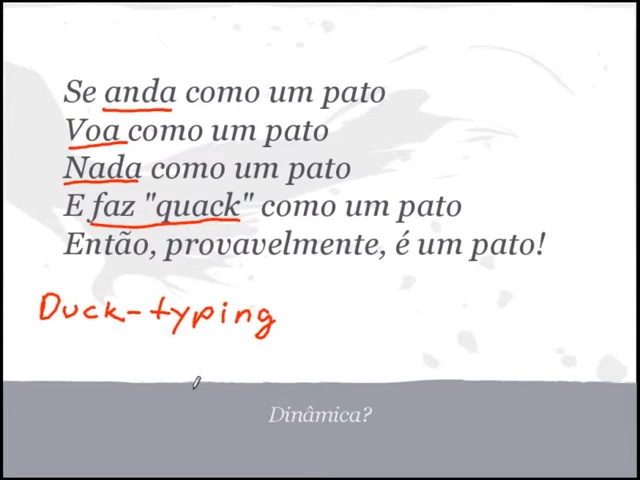 Se anda como um pato
Voa como um pato
Nada como um pato
E faz "quack" como um pato
Então, provavelmente, é um pato!
Duck-typing
Dinâmica?